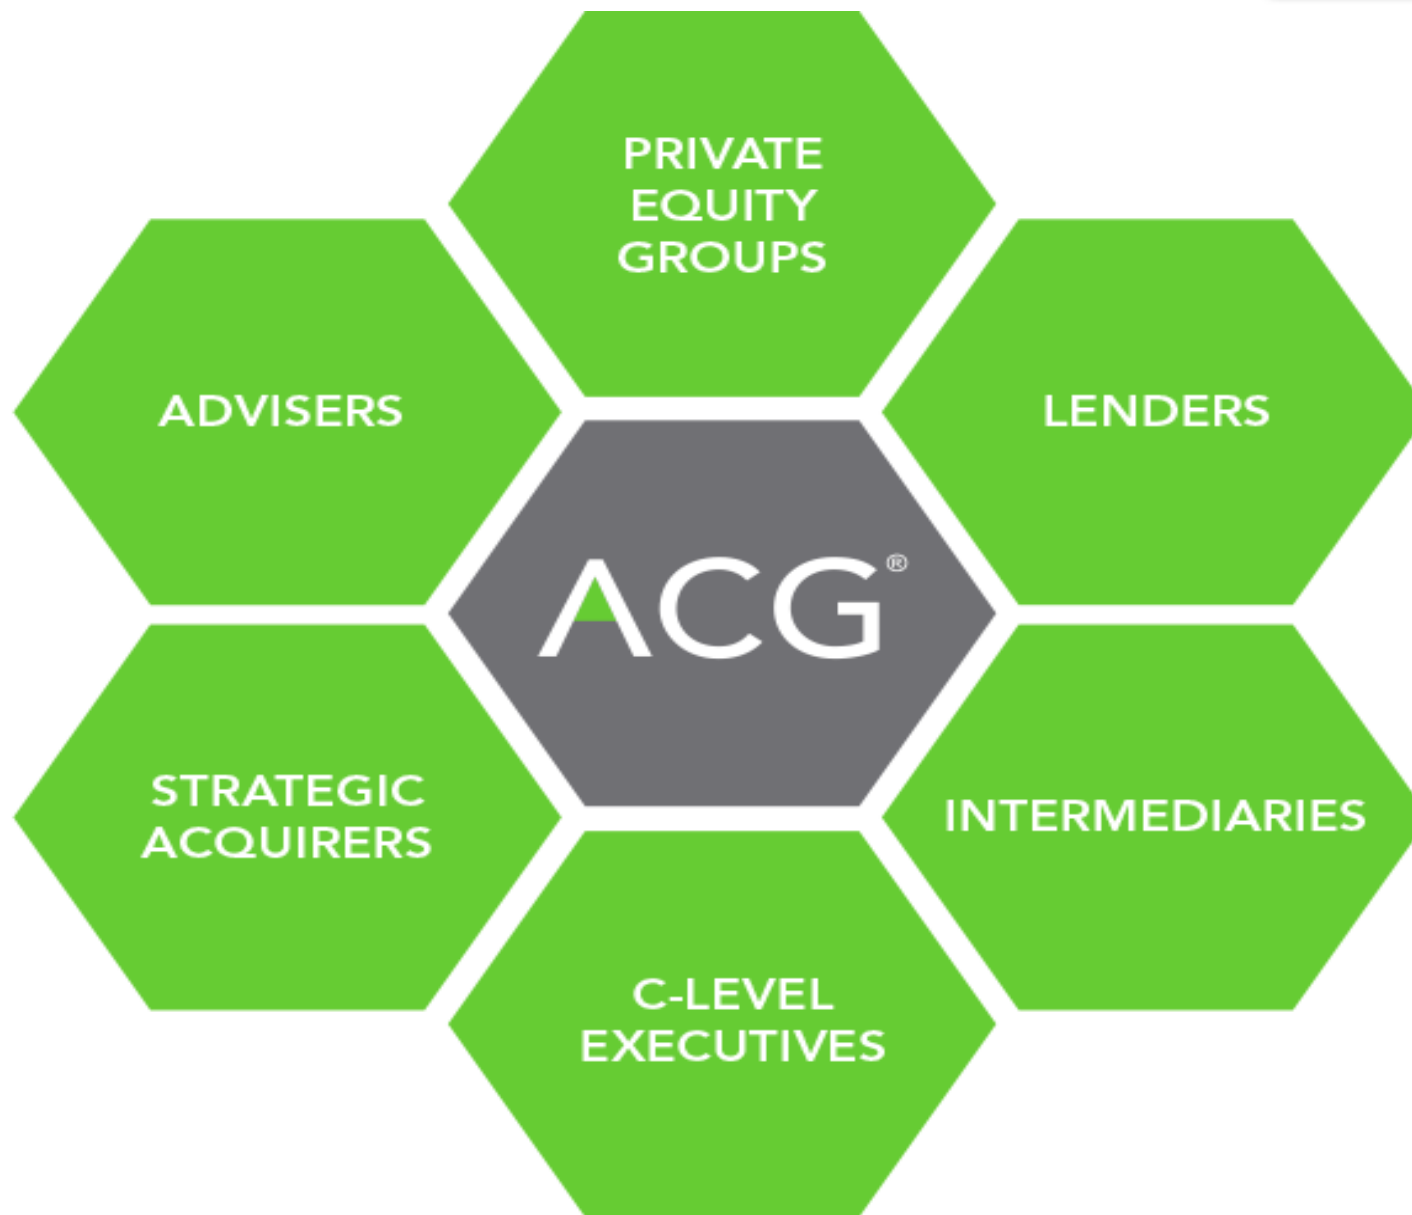 PRIVATE
EQUITY
GROUPS
ADVISERS
LENDERS
ACG®
STRATEGIC
ACQUIRERS
INTERMEDIARIES
C-LEVEL
EXECUTIVES